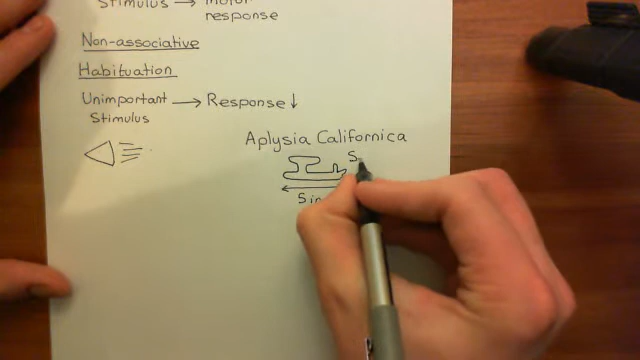 Stimulus → motor
response
Non-associative
Habituation
Unimportant → Response ↓
Stimulus
Aplysia Californica
S